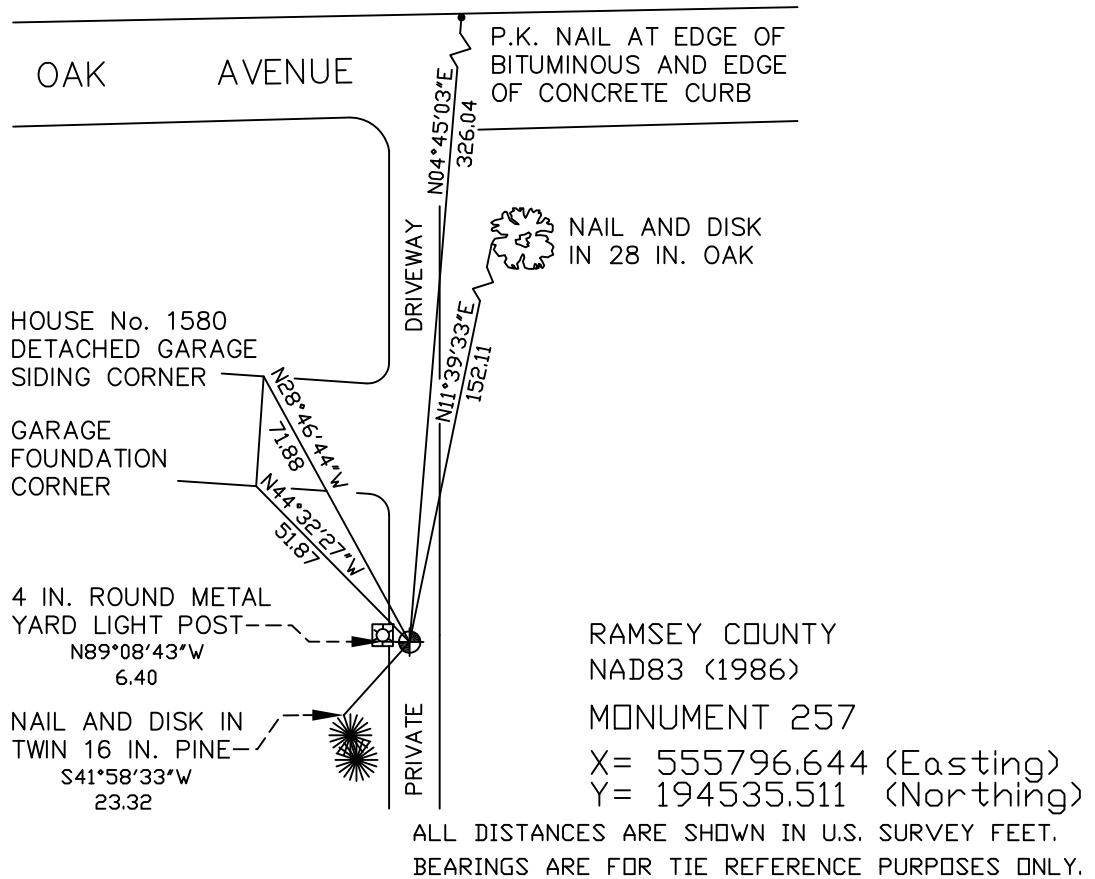 OAK AVENUE
P.K. NAIL AT EDGE OF
BITUMINOUS AND EDGE
OF CONCRETE CURB
N04°45'03"E
326.04
DRIVEWAY
NAIL AND DISK
IN 28 IN. OAK
N11°39'33"E
152.11
HOUSE No. 1580
DETACHED GARAGE
SIDING CORNER
N28°46'44"W
71.88
GARAGE
FOUNDATION
CORNER
N44°32'27"W
51.87
4 IN. ROUND METAL
YARD LIGHT POST
N89°08'43"W
6.40
NAIL AND DISK IN
TWIN 16 IN. PINE
S41°58'33"W
23.32
PRIVATE
RAMSEY COUNTY
NAD83 (1986)
MONUMENT 257
X= 555796.644 (Easting)
Y= 194535.511 (Northing)
ALL DISTANCES ARE SHOWN IN U.S. SURVEY FEET.
BEARINGS ARE FOR TIE REFERENCE PURPOSES ONLY.